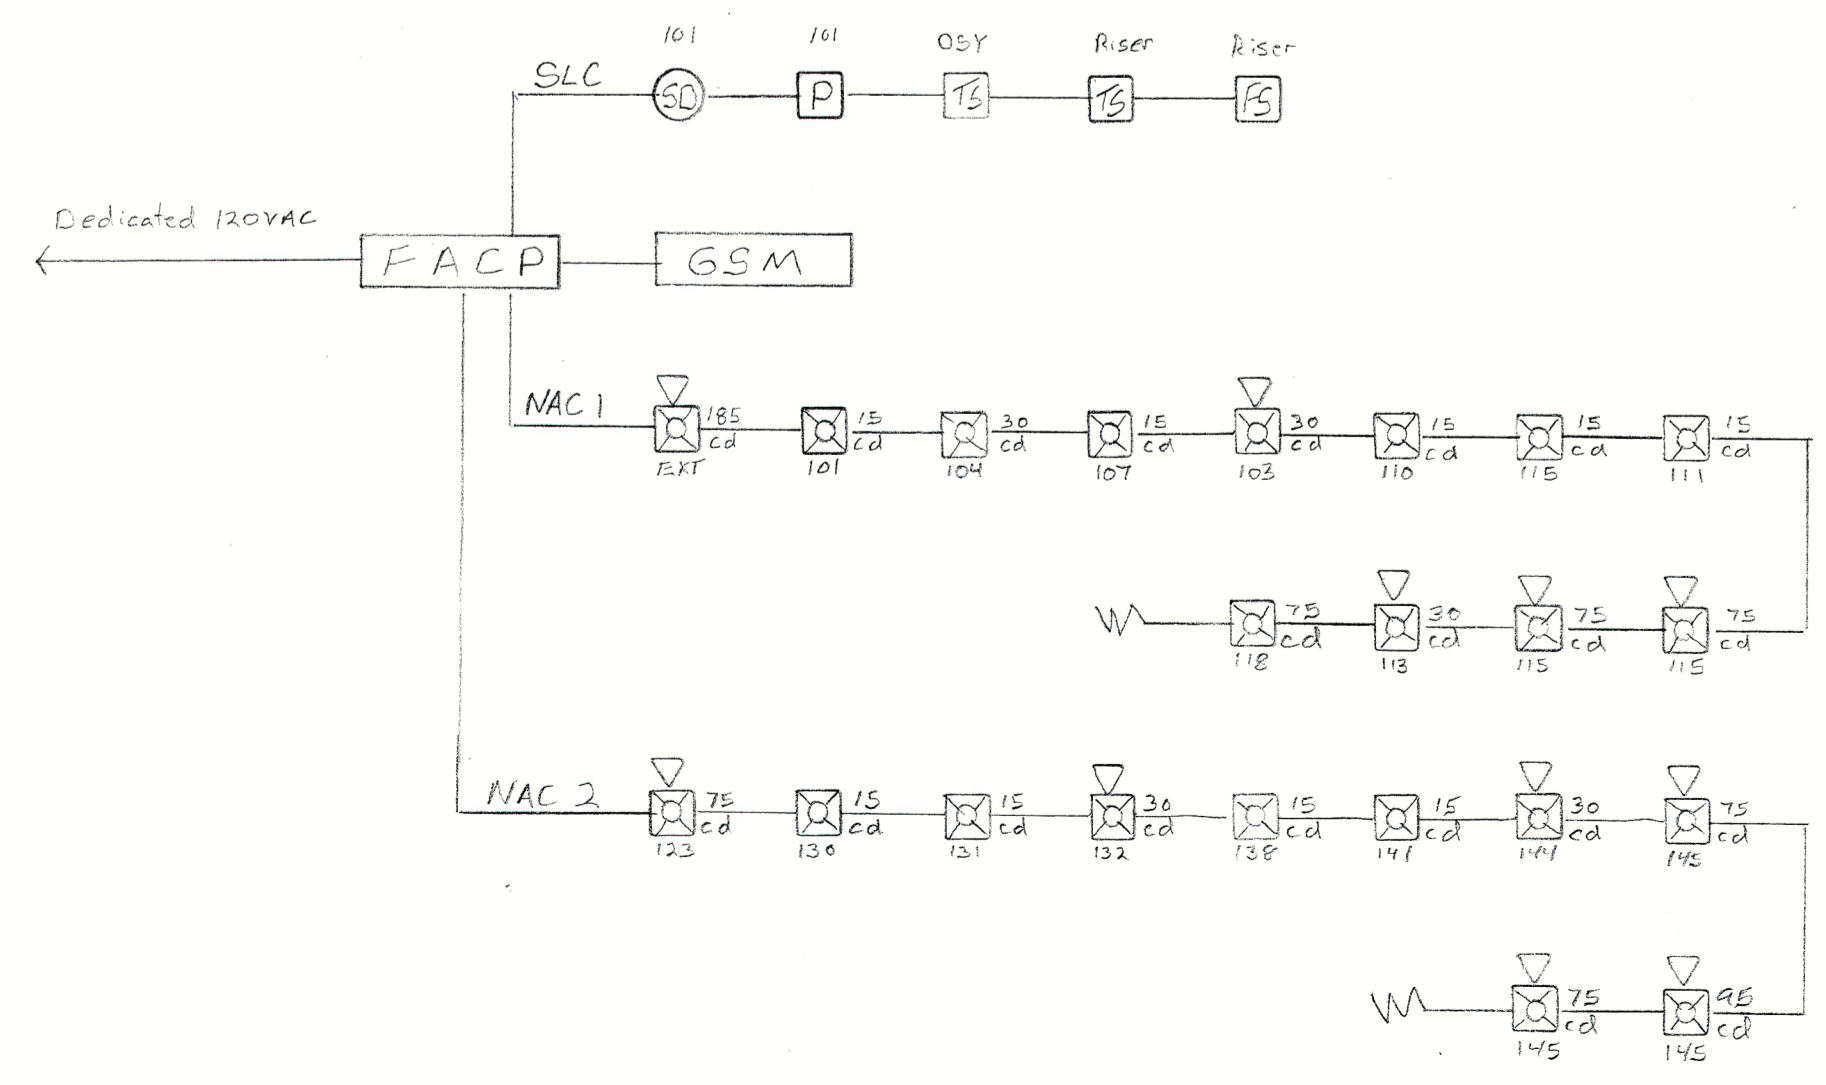 101 101 OSY Riser Riser
SLC SD P TS TS FS
Dedicated 120VAC
FACP GSM
NAC 1 185 15 30 15 30 15 15 15
cd cd cd cd cd cd cd cd
EXT 101 104 107 103 110 115 111
75 30 75 75
cd cd cd cd
118 113 115 115
NAC 2 75 15 15 30 15 15 30 75
cd cd cd cd cd cd cd cd
123 130 131 132 138 141 144 145
75 95
cd cd
145 145